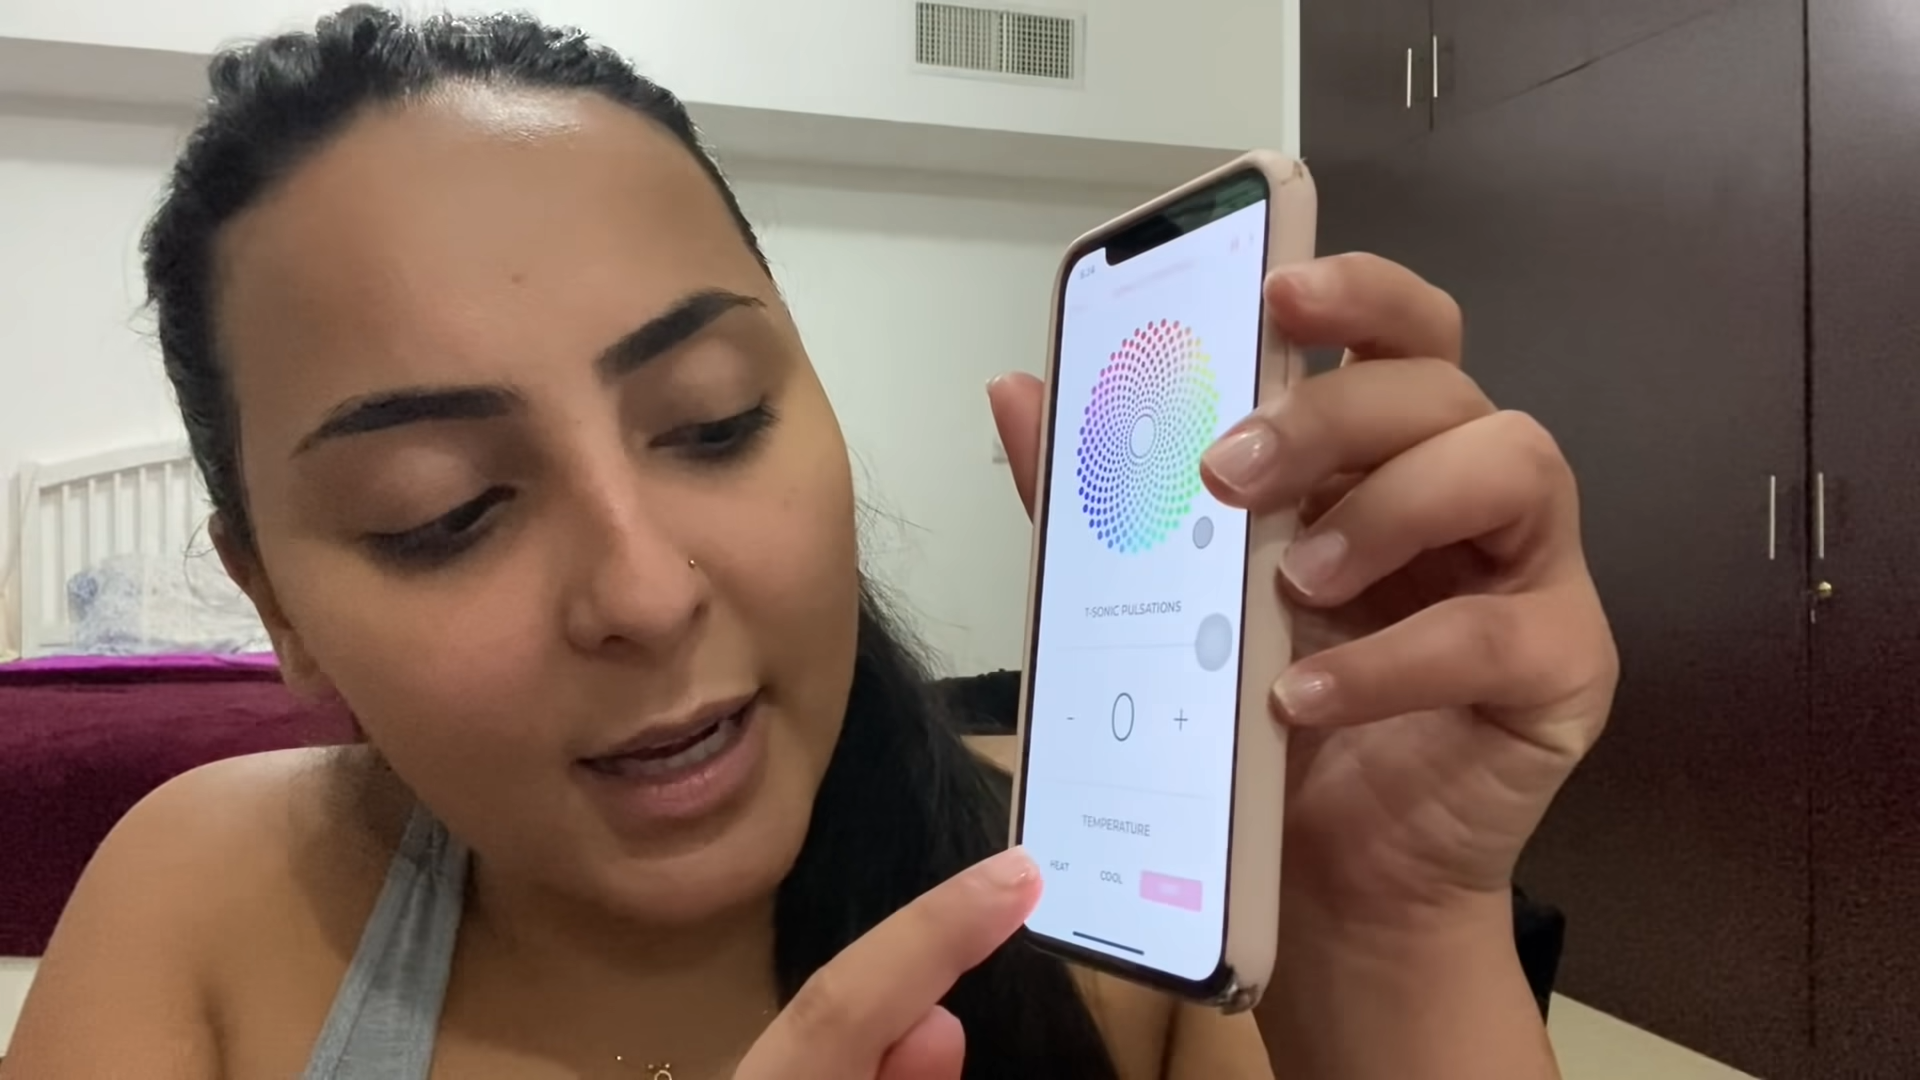 T-SONIC PULSATIONS
- 0 +
TEMPERATURE
HEAT COOL